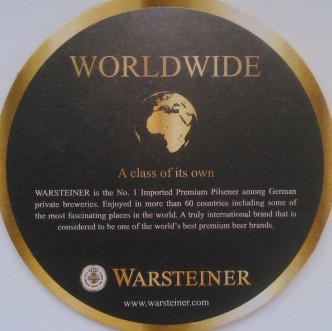 WORLDWIDE
A class of its own
WARSTEINER is the No. 1 Imported Premium Pilsener among German
private breweries. Enjoyed in more than 60 countries including some of
the most fascinating places in the world. A truly international brand that is
considered to be one of the world's best premium beer brands.
WARSTEINER
www.warsteiner.com